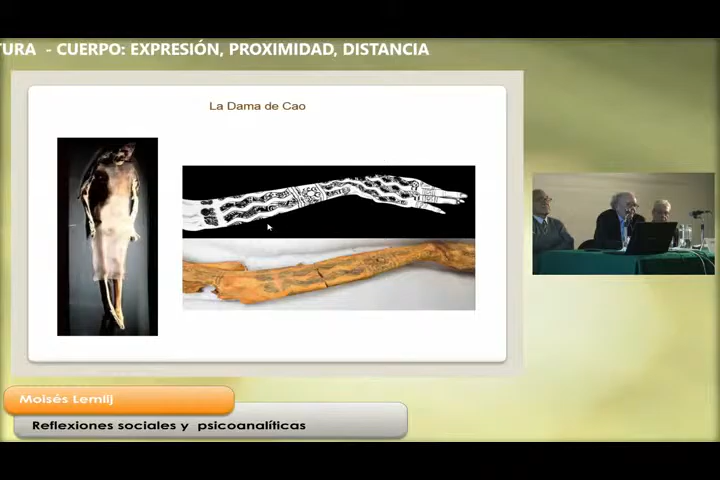 TURA - CUERPO: EXPRESIÓN, PROXIMIDAD, DISTANCIA
La Dama de Cao
Moisés Lemlij
Reflexiones sociales y psicoanalíticas